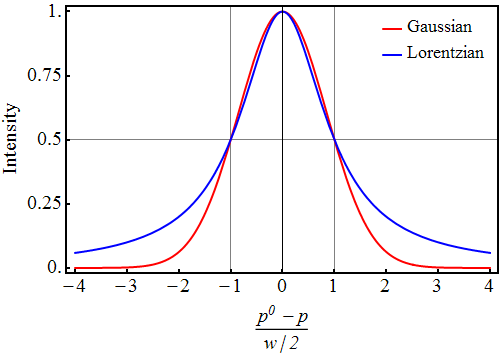 1.
Gaussian
Lorentzian
0.75
0.5
0.25
0.
Intensity
−4 −3 −2 −1 0 1 2 3 4
p⁰ − p
w / 2